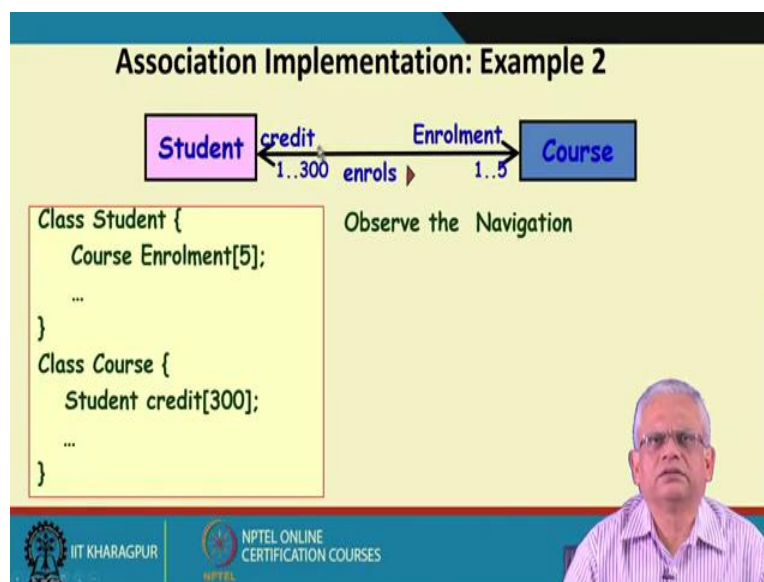 Association Implementation: Example 2
Student
credit
Enrolment
Course
1..300
enrols
1..5
Class Student {
Course Enrolment[5];
...
}
Class Course {
Student credit[300];
...
}
Observe the Navigation
IIT KHARAGPUR
NPTEL
NPTEL ONLINE
CERTIFICATION COURSES